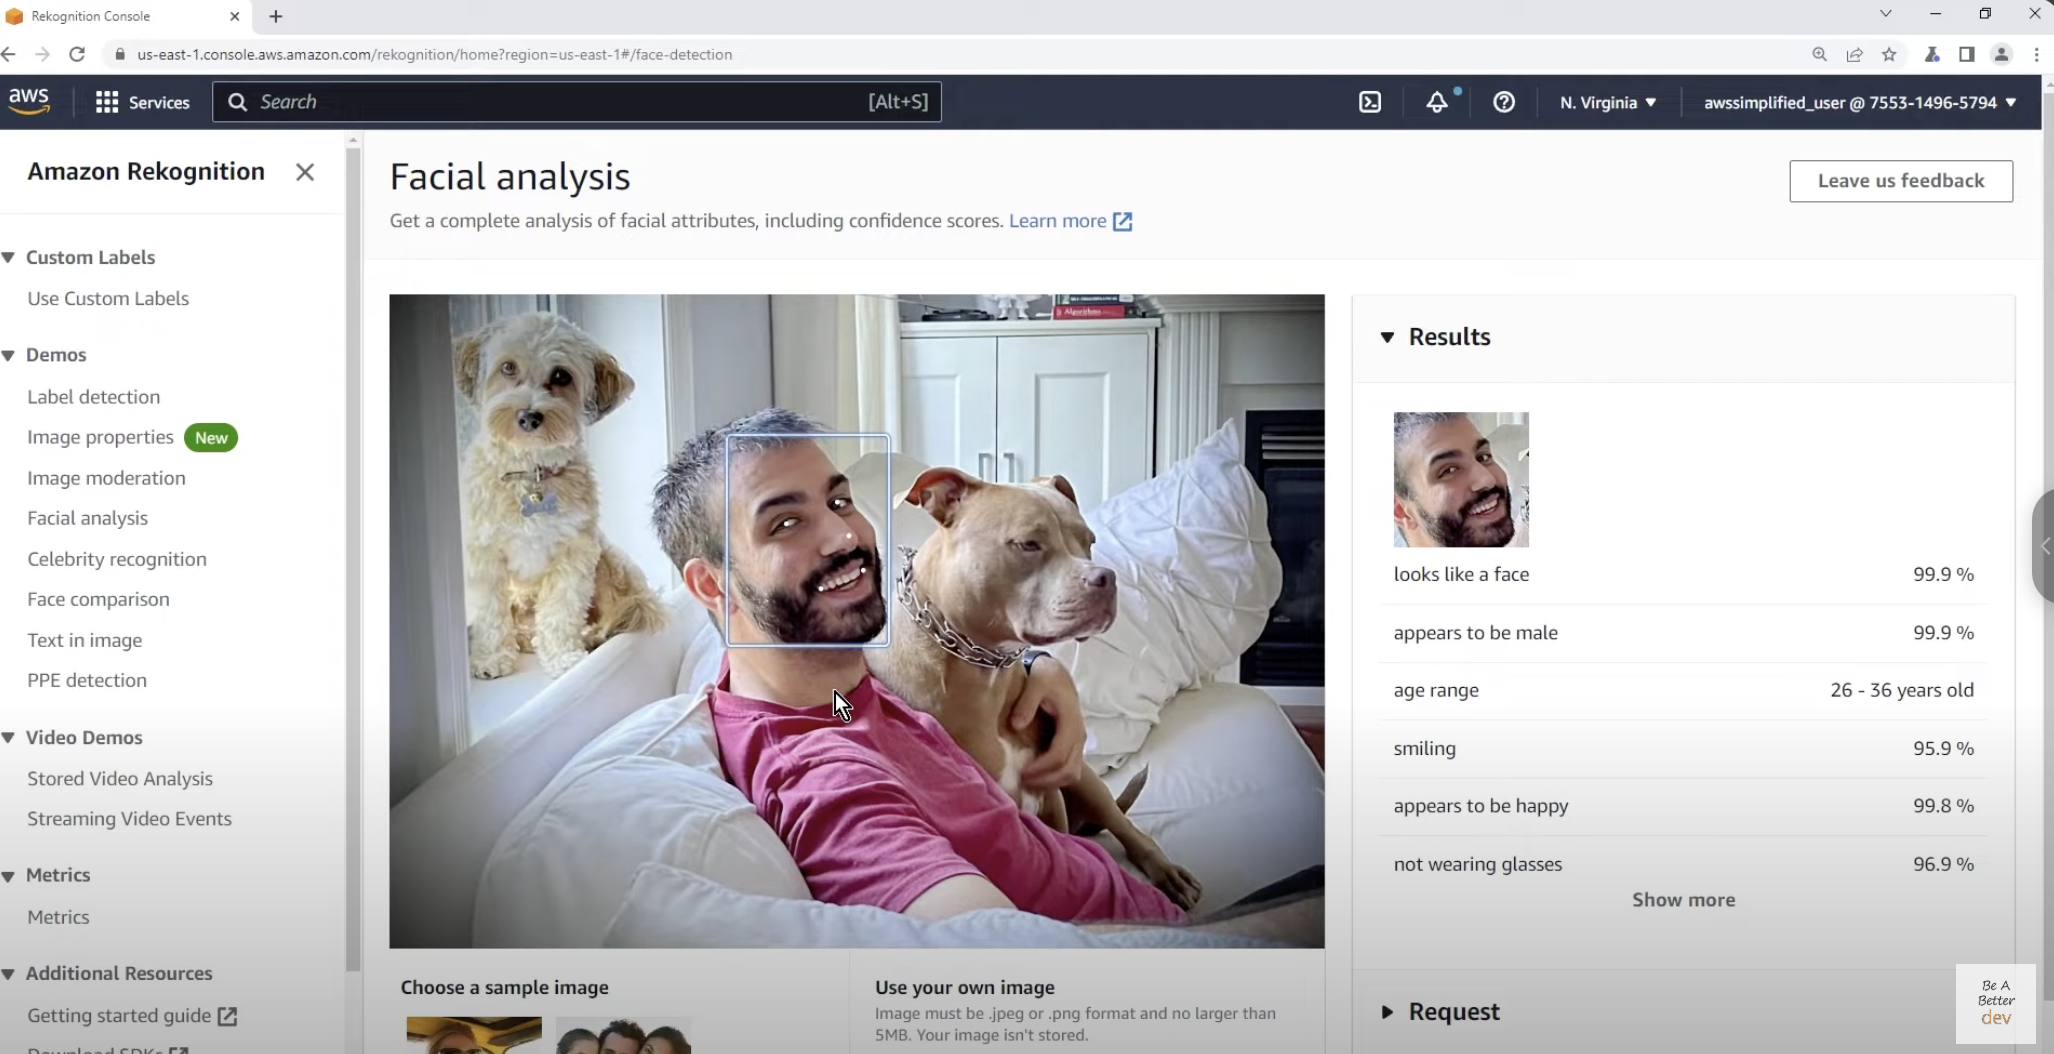 Rekognition Console
us-east-1.console.aws.amazon.com/rekognition/home?region=us-east-1#/face-detection
aws
Services
Search
[Alt+S]
N. Virginia
awssimplified_user @ 7553-1496-5794
Amazon Rekognition
Custom Labels
Use Custom Labels
Demos
Label detection
Image properties New
Image moderation
Facial analysis
Celebrity recognition
Face comparison
Text in image
PPE detection
Video Demos
Stored Video Analysis
Streaming Video Events
Metrics
Metrics
Additional Resources
Getting started guide
Download SDKs
Facial analysis
Get a complete analysis of facial attributes, including confidence scores. Learn more
Leave us feedback
Algorithms
Choose a sample image
Use your own image
Image must be .jpeg or .png format and no larger than
5MB. Your image isn't stored.
Results
looks like a face 99.9 %
appears to be male 99.9 %
age range 26 - 36 years old
smiling 95.9 %
appears to be happy 99.8 %
not wearing glasses 96.9 %
Show more
Request
Be A
Better
dev